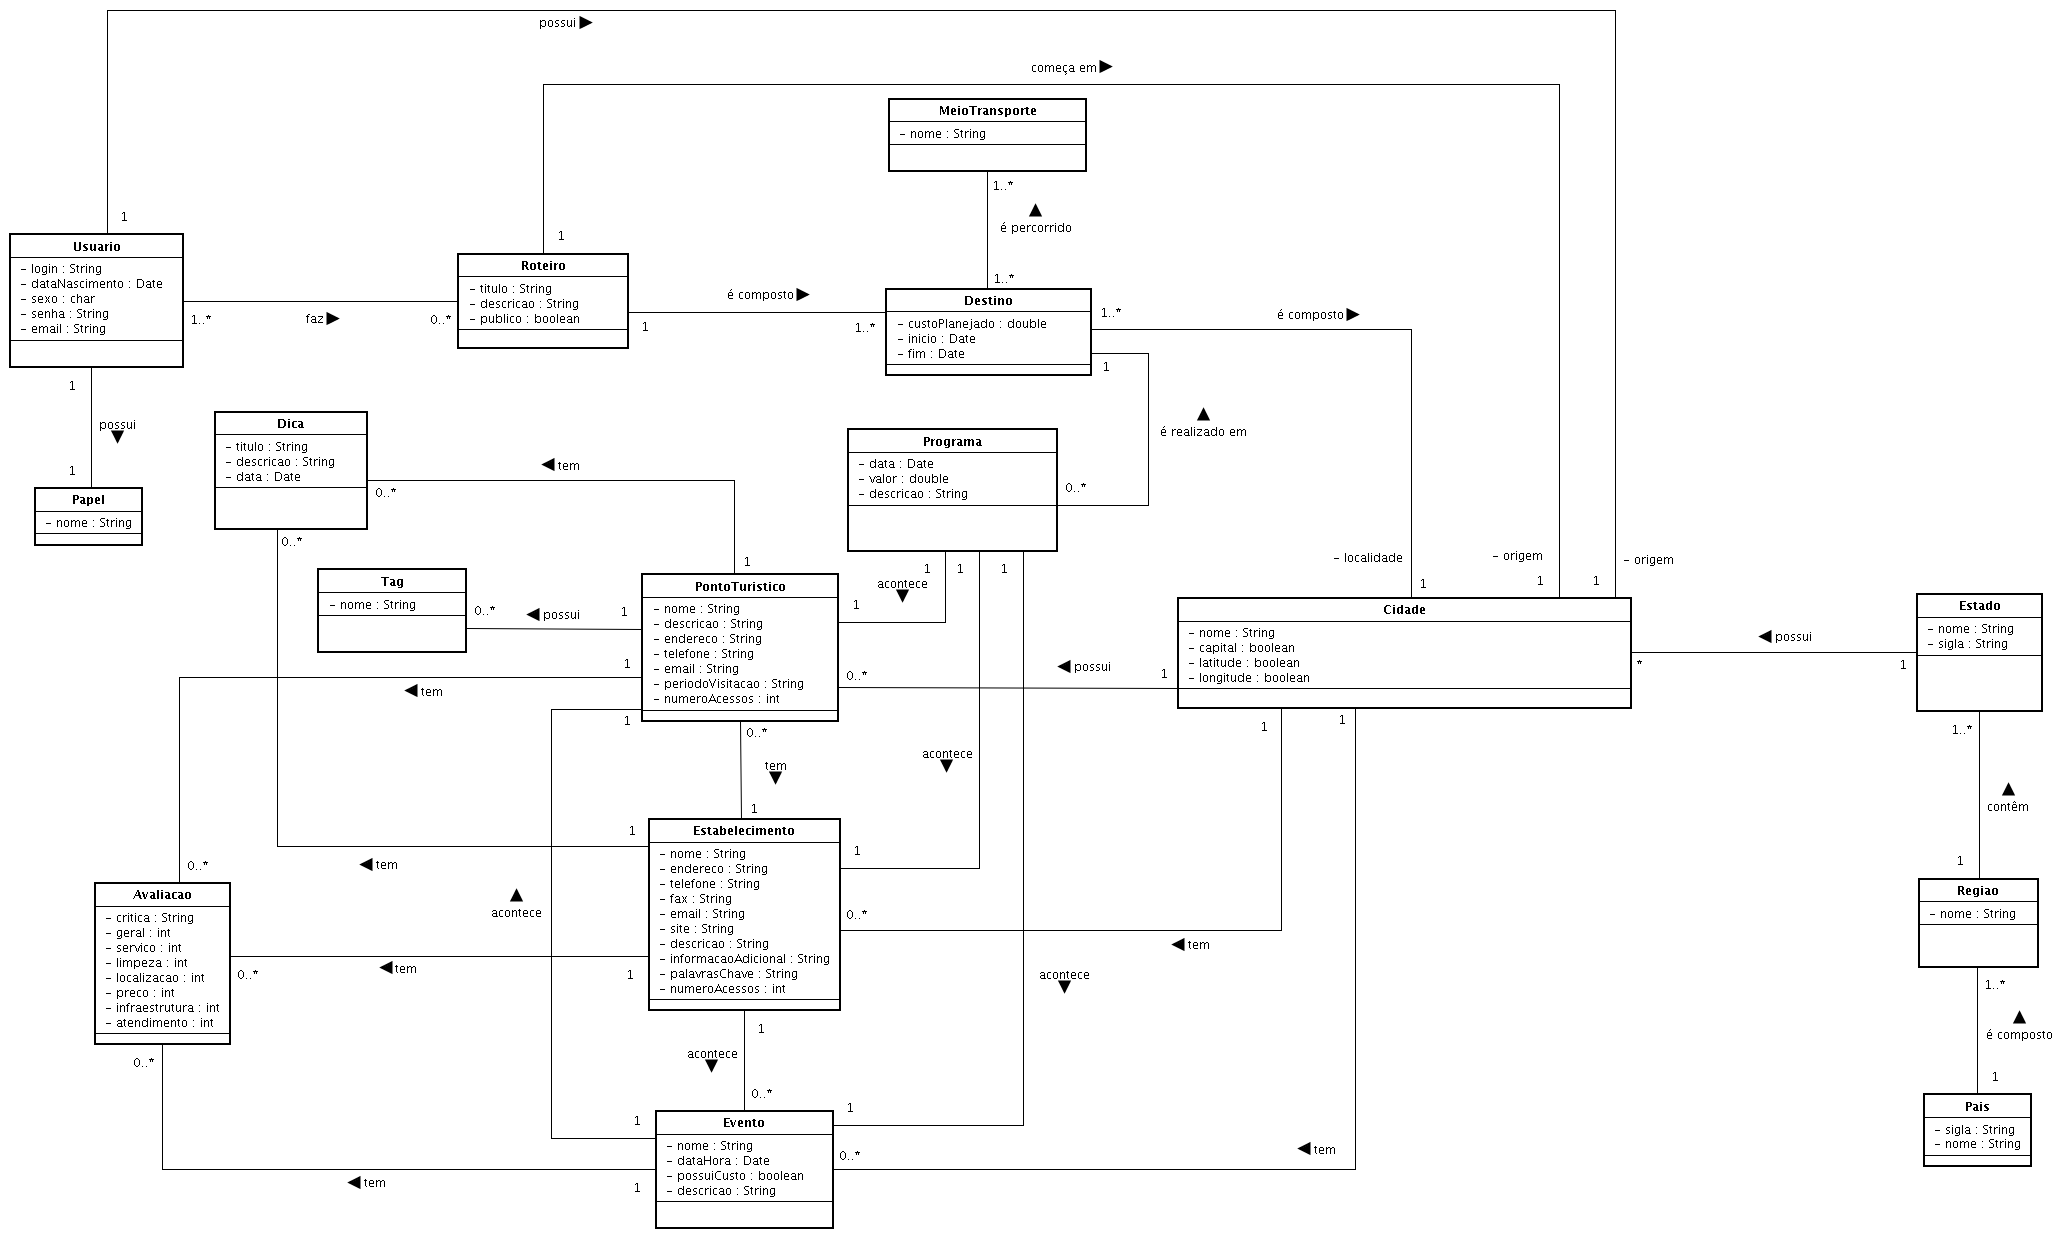 possui
começa em
MeioTransporte
- nome : String
1..*
é percorrido
1..*
1
Usuario
- login : String
- dataNascimento : Date
- sexo : char
- senha : String
- email : String
1..*
faz
0..*
1
Roteiro
- titulo : String
- descricao : String
- publico : boolean
1
é composto
1..*
Destino
- custoPlanejado : double
- inicio : Date
- fim : Date
1..*
é composto
1
é realizado em
1
possui
1
Papel
- nome : String
Dica
- titulo : String
- descricao : String
- data : Date
tem
0..*
0..*
Programa
- data : Date
- valor : double
- descricao : String
0..*
- localidade
- origem
- origem
1
1
1
Tag
- nome : String
0..*
possui
1
1
PontoTuristico
- nome : String
- descricao : String
- endereco : String
- telefone : String
- email : String
- periodoVisitacao : String
- numeroAcessos : int
1
1
1
acontece
1
Cidade
- nome : String
- capital : boolean
- latitude : boolean
- longitude : boolean
possui
0..*
1
*
possui
1
Estado
- nome : String
- sigla : String
1
tem
1
0..*
tem
1
acontece
1
1
1..*
contêm
1
Regiao
- nome : String
1..*
é composto
1
Pais
- sigla : String
- nome : String
1
tem
Estabelecimento
- nome : String
- endereco : String
- telefone : String
- fax : String
- email : String
- site : String
- descricao : String
- informacaoAdicional : String
- palavrasChave : String
- numeroAcessos : int
1
0..*
tem
acontece
acontece
0..*
Avaliacao
- critica : String
- geral : int
- servico : int
- limpeza : int
- localizacao : int
- preco : int
- infraestrutura : int
- atendimento : int
0..*
tem
1
0..*
1
acontece
0..*
1
Evento
- nome : String
- dataHora : Date
- possuiCusto : boolean
- descricao : String
1
0..*
tem
tem
1